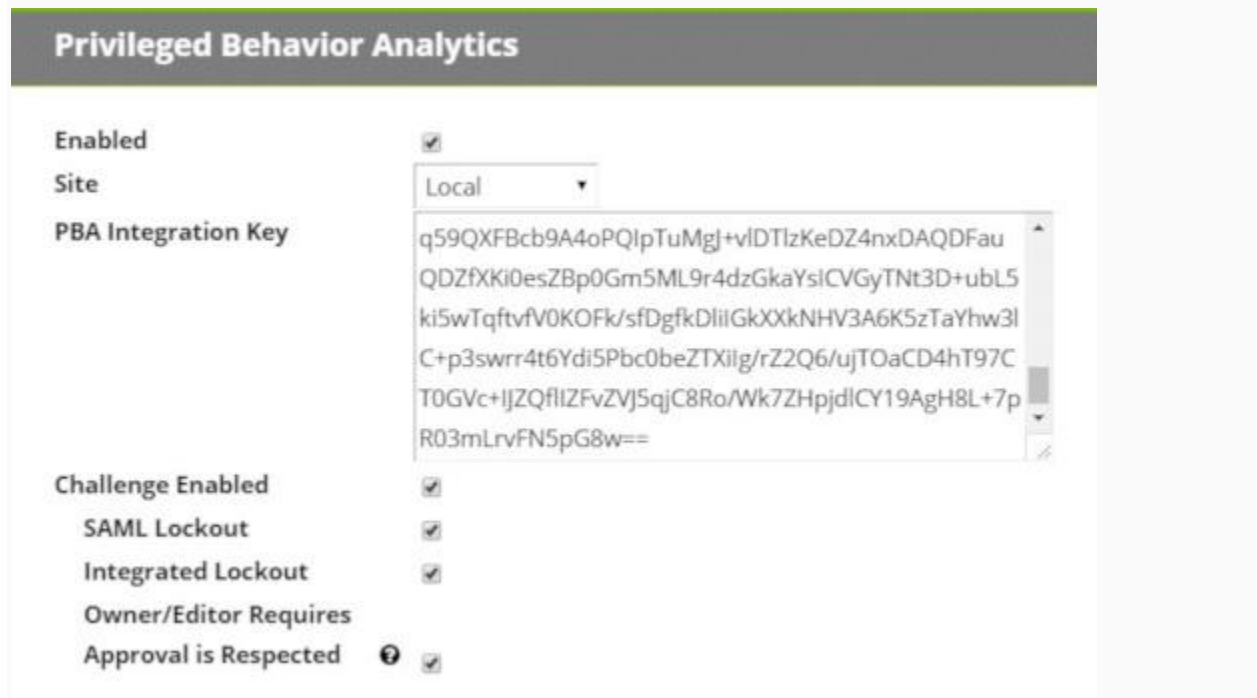 Privileged Behavior Analytics
Enabled
Site
Local
PBA Integration Key
q59QXFBcb9A4oPQIpTuMgJ+vlDTlzKeDZ4nxDAQDFau
QDZfXKi0esZBp0Gm5ML9r4dzGkaYsICVGyTNt3D+ubL5
ki5wTqftvfV0KOFk/sfDgfkDliIGkXXkNHV3A6K5zTaYhw3l
C+p3swrr4t6Ydi5Pbc0beZTXiIg/rZ2Q6/ujTOaCD4hT97C
T0GVc+IJZQflIZFvZVJ5qjC8Ro/Wk7ZHpjdlCY19AgH8L+7p
R03mLrvFN5pG8w==
Challenge Enabled
SAML Lockout
Integrated Lockout
Owner/Editor Requires
Approval is Respected